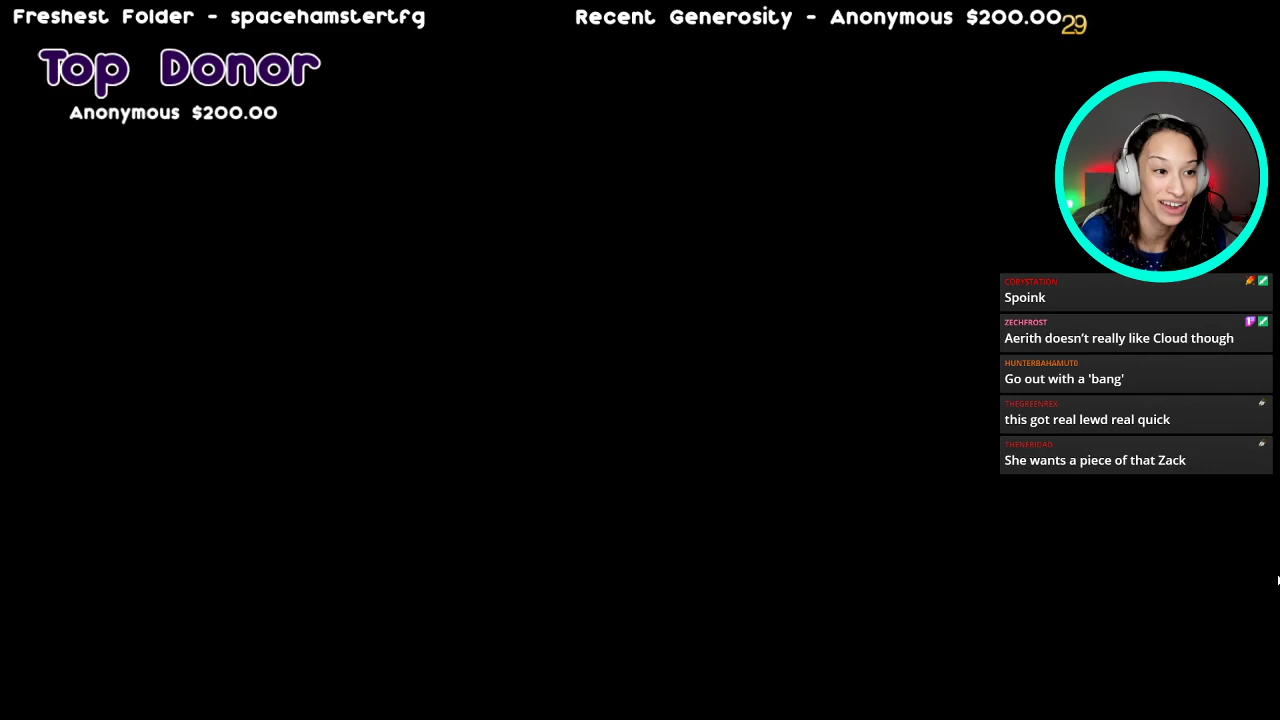 Freshest Folder - spacehamstertfg
Recent Generosity - Anonymous $200.00
29
Top Donor
Anonymous $200.00
CORYSTATION
Spoink
ZECHFROST
Aerith doesn’t really like Cloud though
HUNTERBAHAMUT0
Go out with a 'bang'
THEGREENREX
this got real lewd real quick
THENFRIDAD
She wants a piece of that Zack